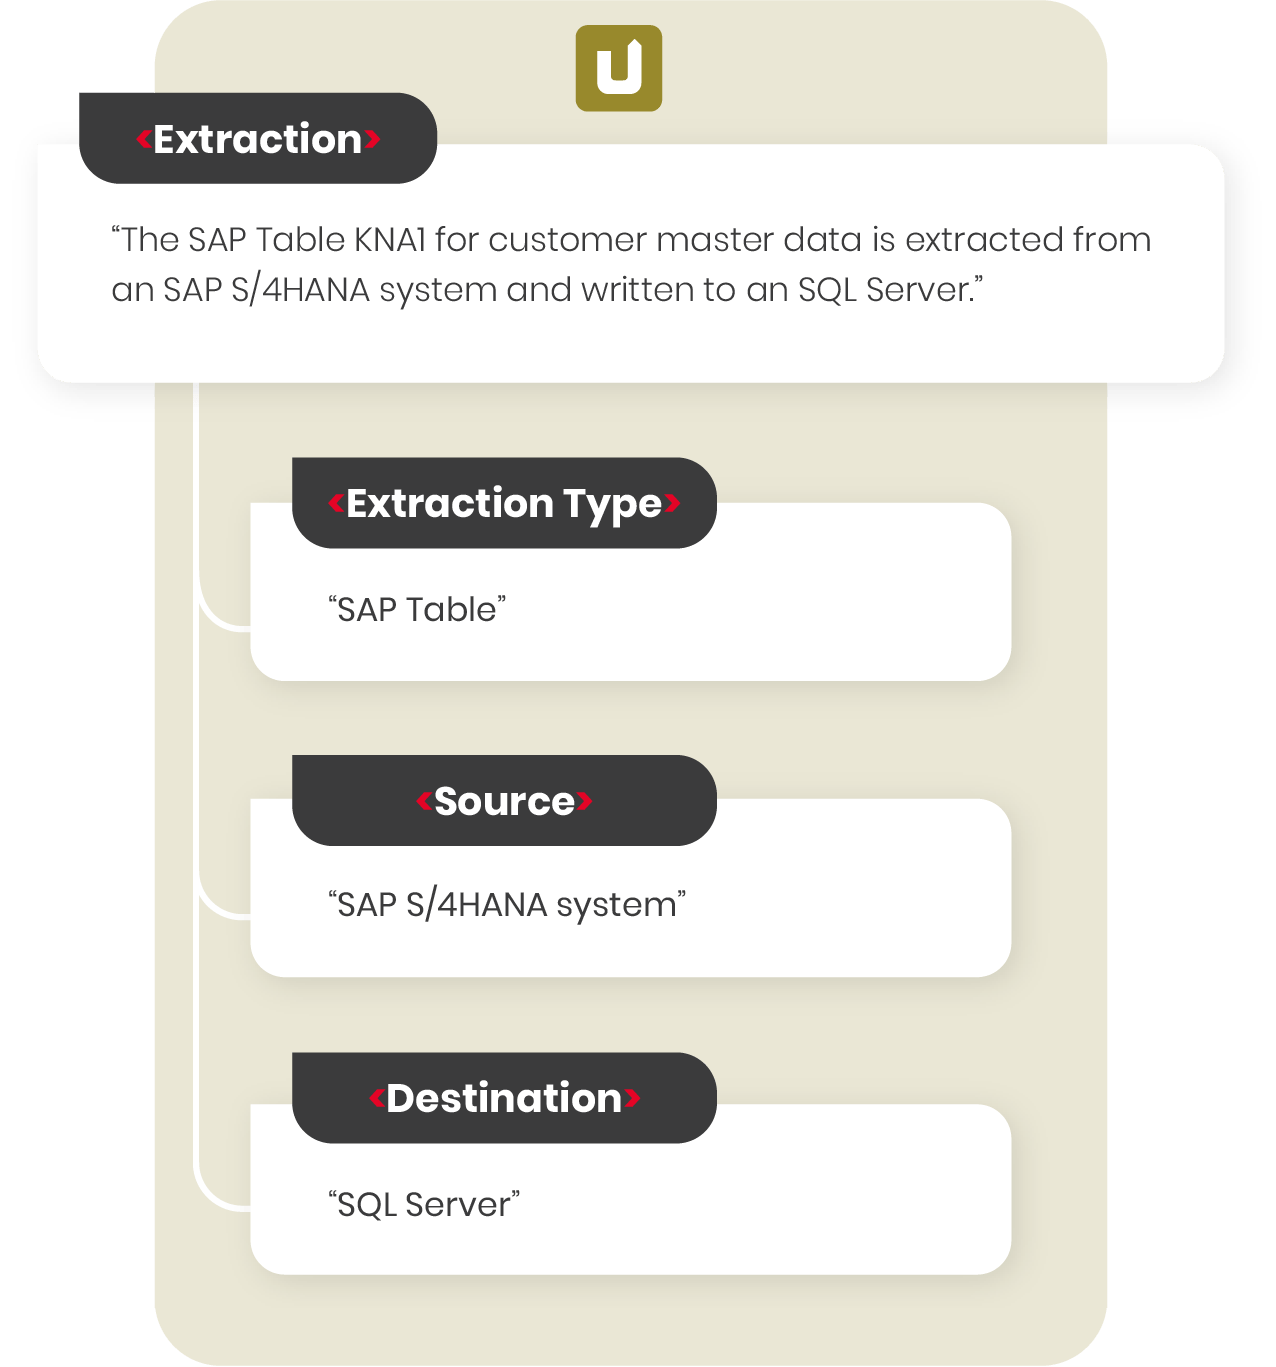 <Extraction>
“The SAP Table KNA1 for customer master data is extracted from
an SAP S/4HANA system and written to an SQL Server.”
<Extraction Type>
“SAP Table”
<Source>
“SAP S/4HANA system”
<Destination>
“SQL Server”